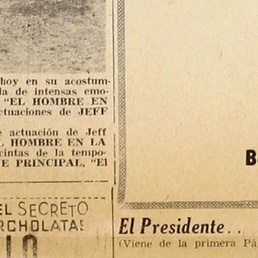 hoy en su acostum-
da de intensas emo-
"EL HOMBRE EN
ctuaciones de JEFF
e actuación de Jeff
L HOMBRE EN LA
cintas de la tempo-
E PRINCIPAL, "El
EL SECRETO
RCHOLATAS
El Presidente. .
(Viene de la primera Pá